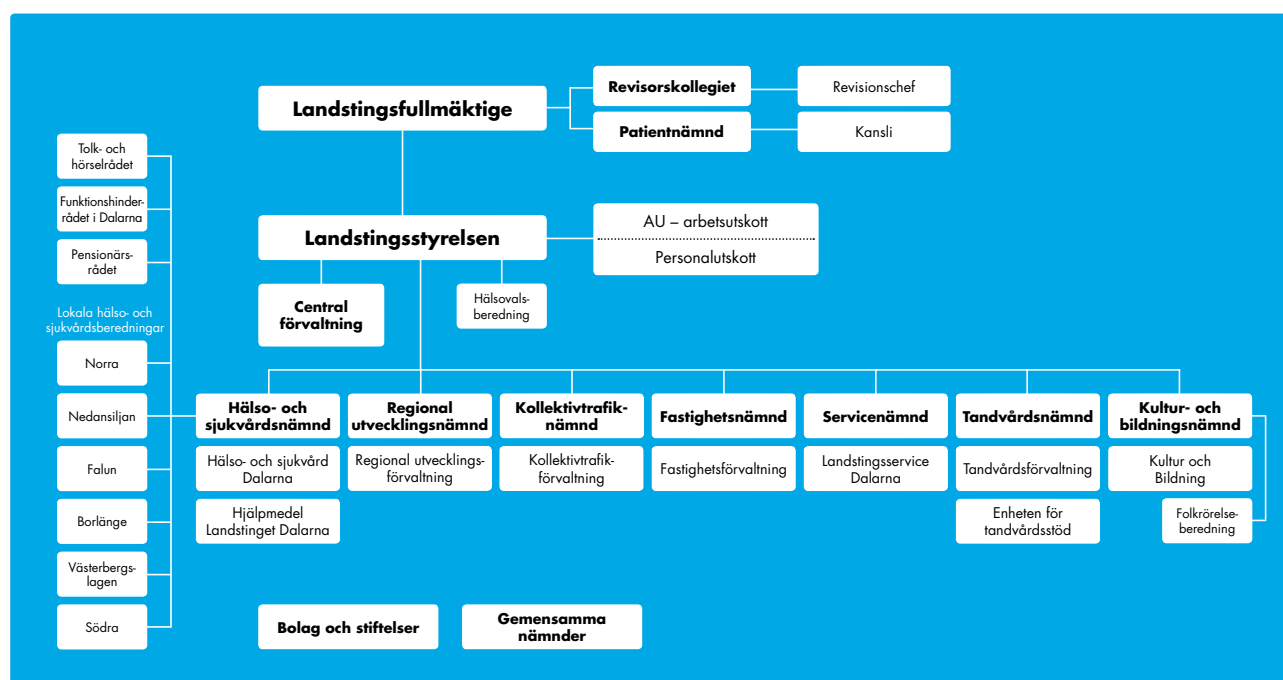 Landstingsfullmäktige
Revisorskollegiet
Revisionschef
Patientnämnd
Kansli
Tolk- och
hörselrådet
Funktionshinder-
rådet i Dalarna
Pensionärs-
rådet
Landstingsstyrelsen
AU – arbetsutskott
Personalutskott
Central
förvaltning
Hälsovals-
beredning
Lokala hälso- och
sjukvårdsberedningar
Norra
Nedansiljan
Falun
Borlänge
Västerbergs-
lagen
Södra
Hälso- och
sjukvårdsnämnd
Hälso- och sjukvård
Dalarna
Hjälpmedel
Landstinget Dalarna
Regional
utvecklingsnämnd
Regional utvecklings-
förvaltning
Kollektivtrafik-
nämnd
Kollektivtrafik-
förvaltning
Fastighetsnämnd
Fastighetsförvaltning
Servicenämnd
Landstingsservice
Dalarna
Tandvårdsnämnd
Tandvårdsförvaltning
Enheten för
tandvårdsstöd
Kultur- och
bildningsnämnd
Kultur och
Bildning
Folkrörelse-
beredning
Bolag och stiftelser
Gemensamma
nämnder